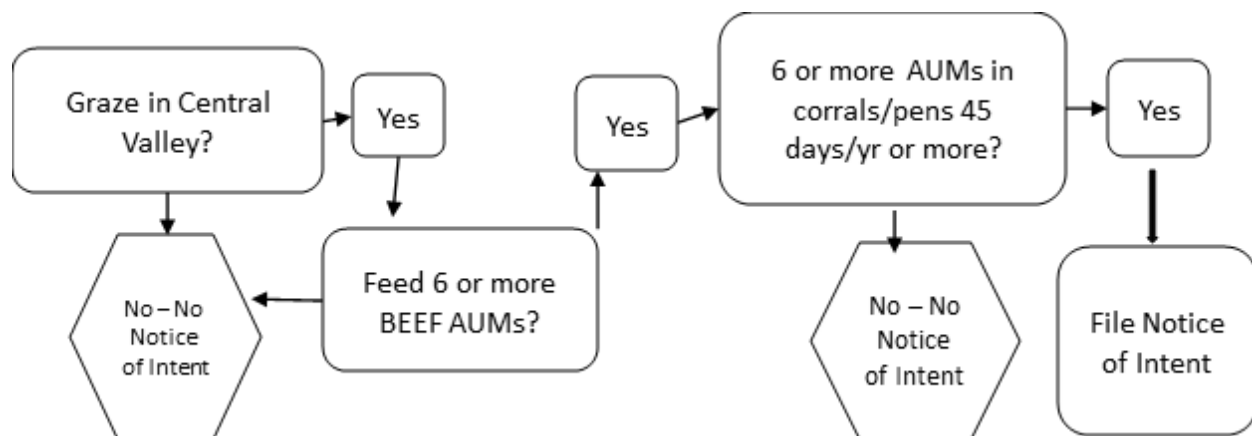 Graze in Central
Valley?
Yes
No – No
Notice
of Intent
Feed 6 or more
BEEF AUMs?
Yes
6 or more AUMs in
corrals/pens 45
days/yr or more?
No – No
Notice
of Intent
Yes
File Notice
of Intent